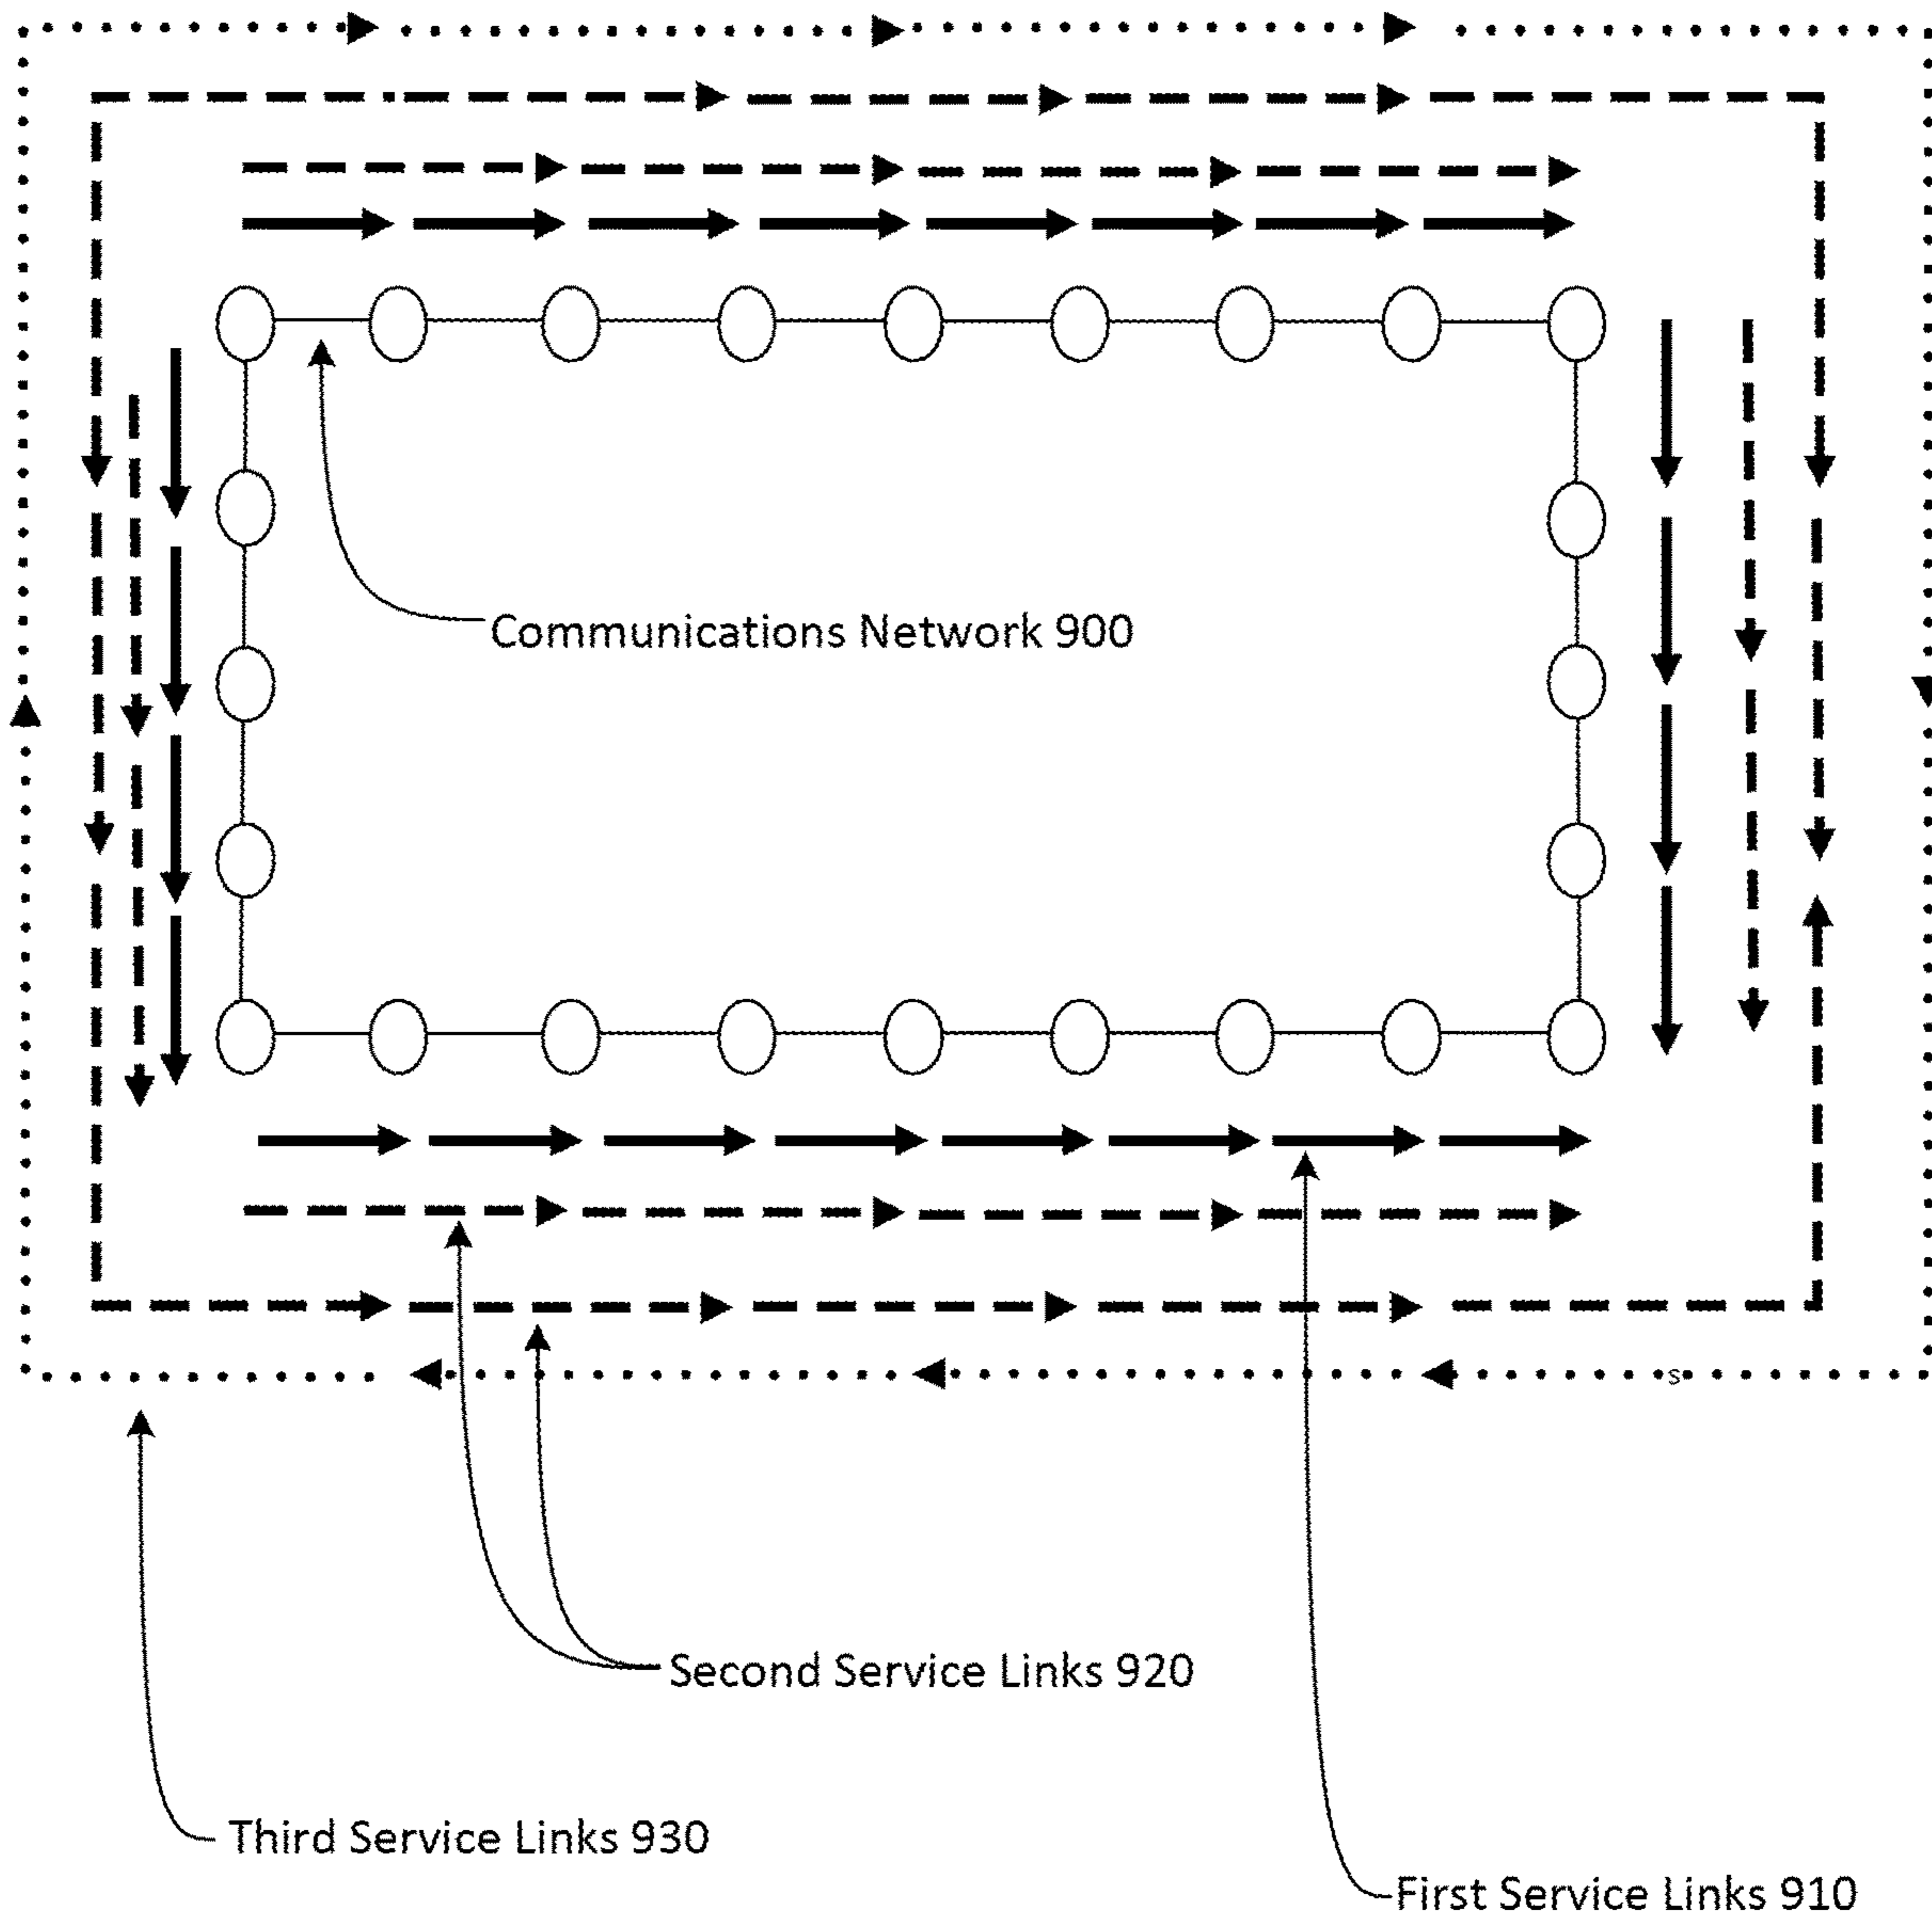 Communications Network 900
s
Second Service Links 920
Third Service Links 930
First Service Links 910